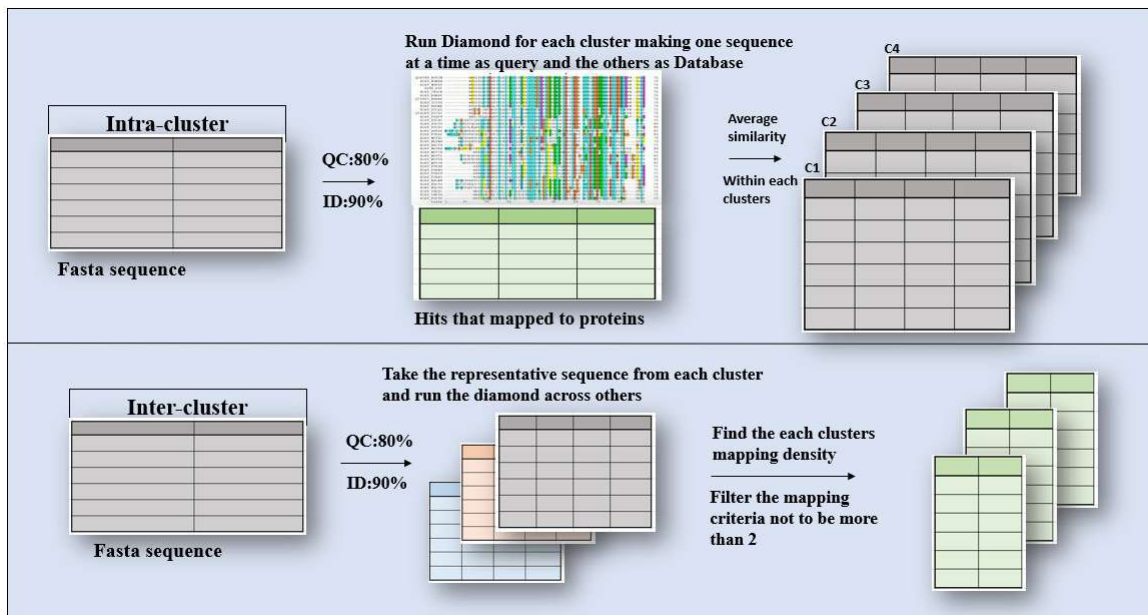 Run Diamond for each cluster making one sequence
at a time as query and the others as Database
Intra-cluster
QC:80%
ID:90%
Fasta sequence
Hits that mapped to proteins
Average
similarity
Within each
clusters
C4
C3
C2
C1
Inter-cluster
Take the representative sequence from each cluster
and run the diamond across others
QC:80%
ID:90%
Fasta sequence
Find the each clusters
mapping density
Filter the mapping
criteria not to be more
than 2